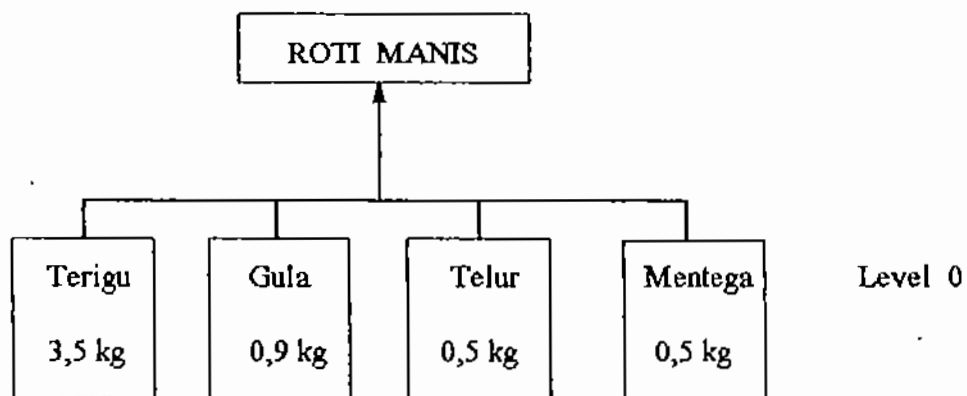 ROTI MANIS
Terigu Gula Telur Mentega Level 0
3,5 kg 0,9 kg 0,5 kg 0,5 kg